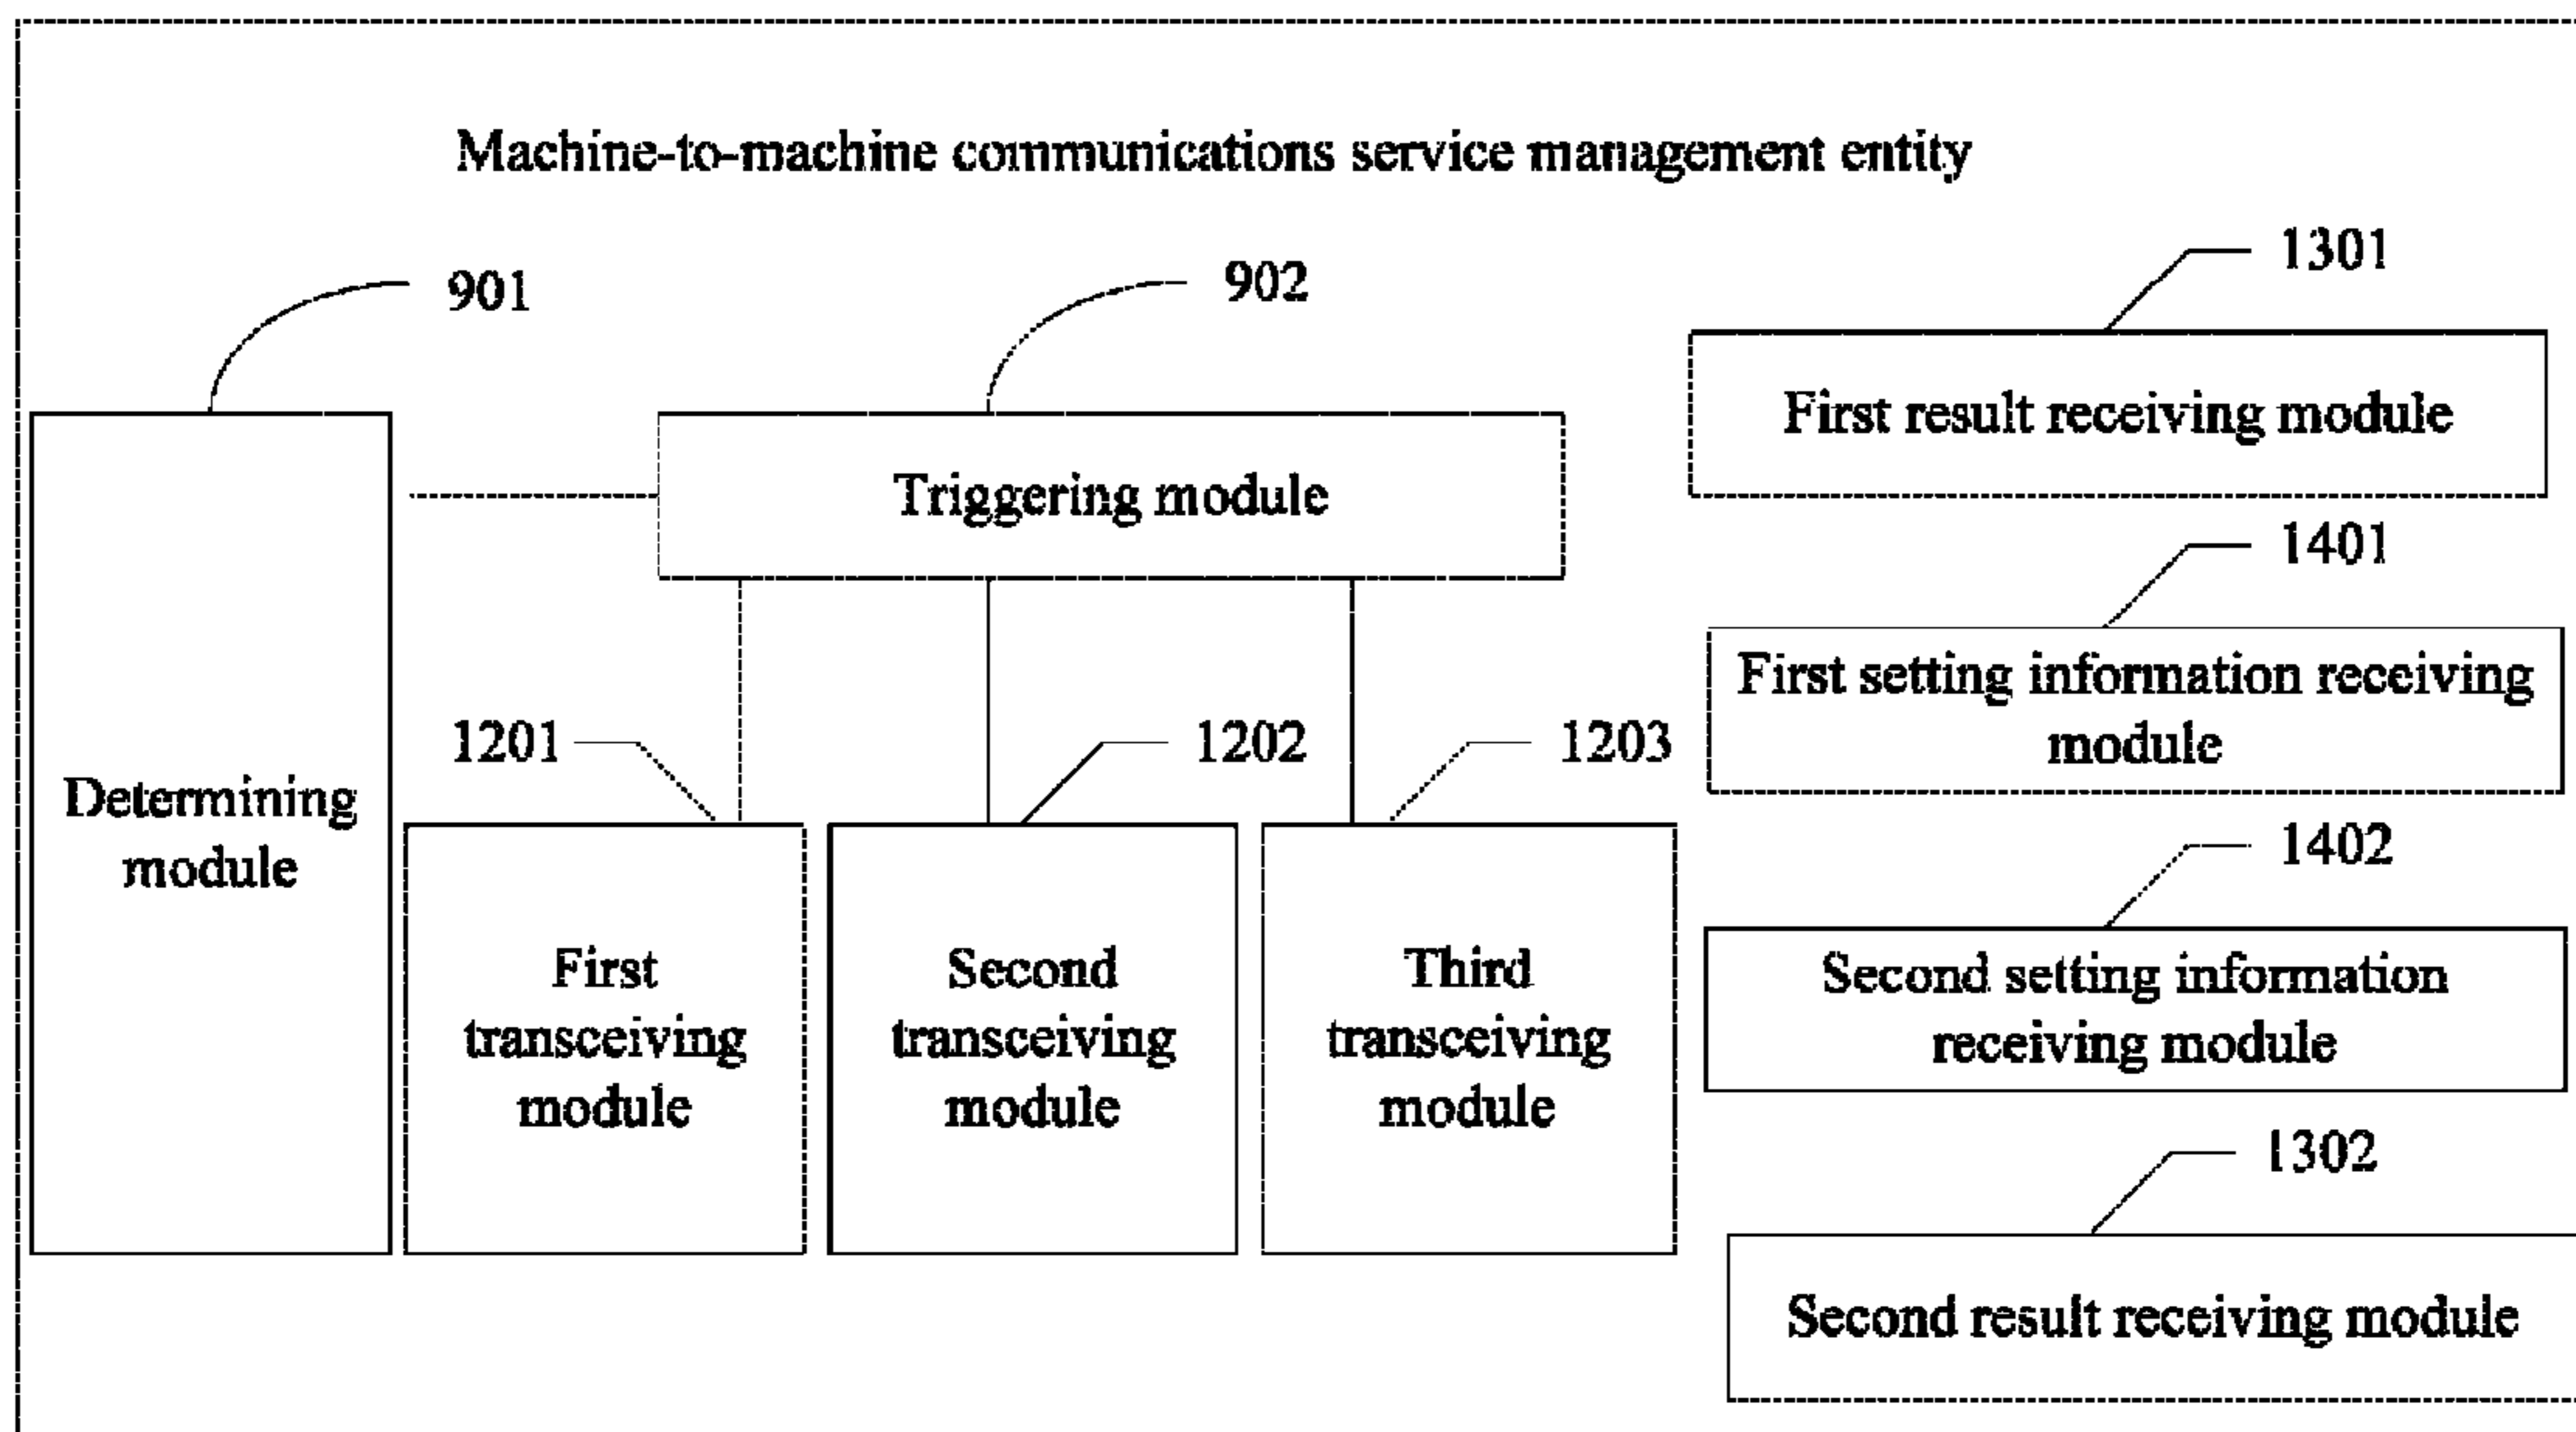 Machine-to-machine communications service management entity
901
902
1301
First result receiving module
Triggering module
1401
First setting information receiving
module
1201
1202
1203
Determining
module
1402
Second setting information
receiving module
First
transceiving
module
Second
transceiving
module
Third
transceiving
module
1302
Second result receiving module